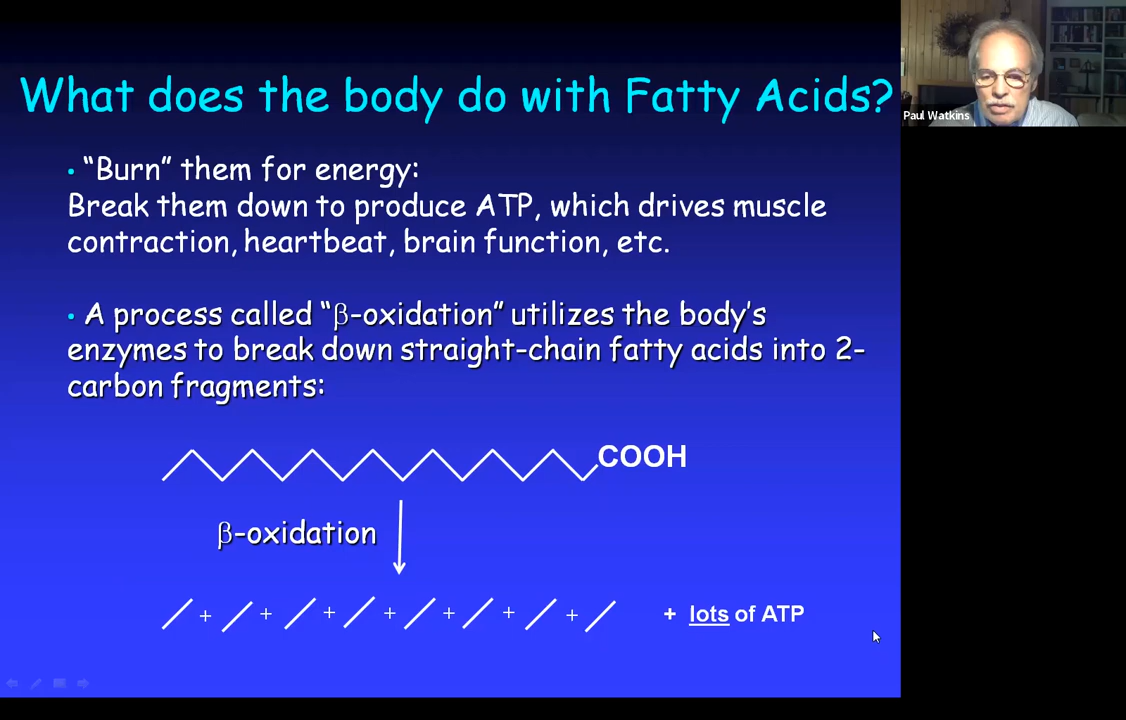 What does the body do with Fatty Acids?
Paul Watkins
• “Burn” them for energy:
Break them down to produce ATP, which drives muscle
contraction, heartbeat, brain function, etc.
• A process called “β-oxidation” utilizes the body’s
enzymes to break down straight-chain fatty acids into 2-
carbon fragments:
COOH
β-oxidation
+ + + + + + + + lots of ATP